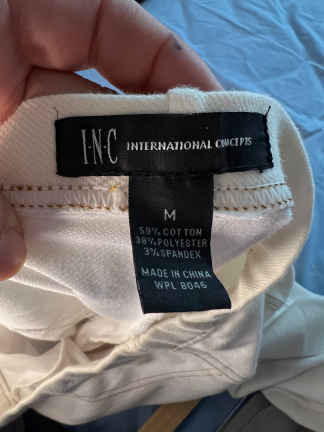 I·N·C INTERNATIONAL CONCEPTS
M
59% COTTON
38% POLYESTER
3% SPANDEX
MADE IN CHINA
WPL 8046